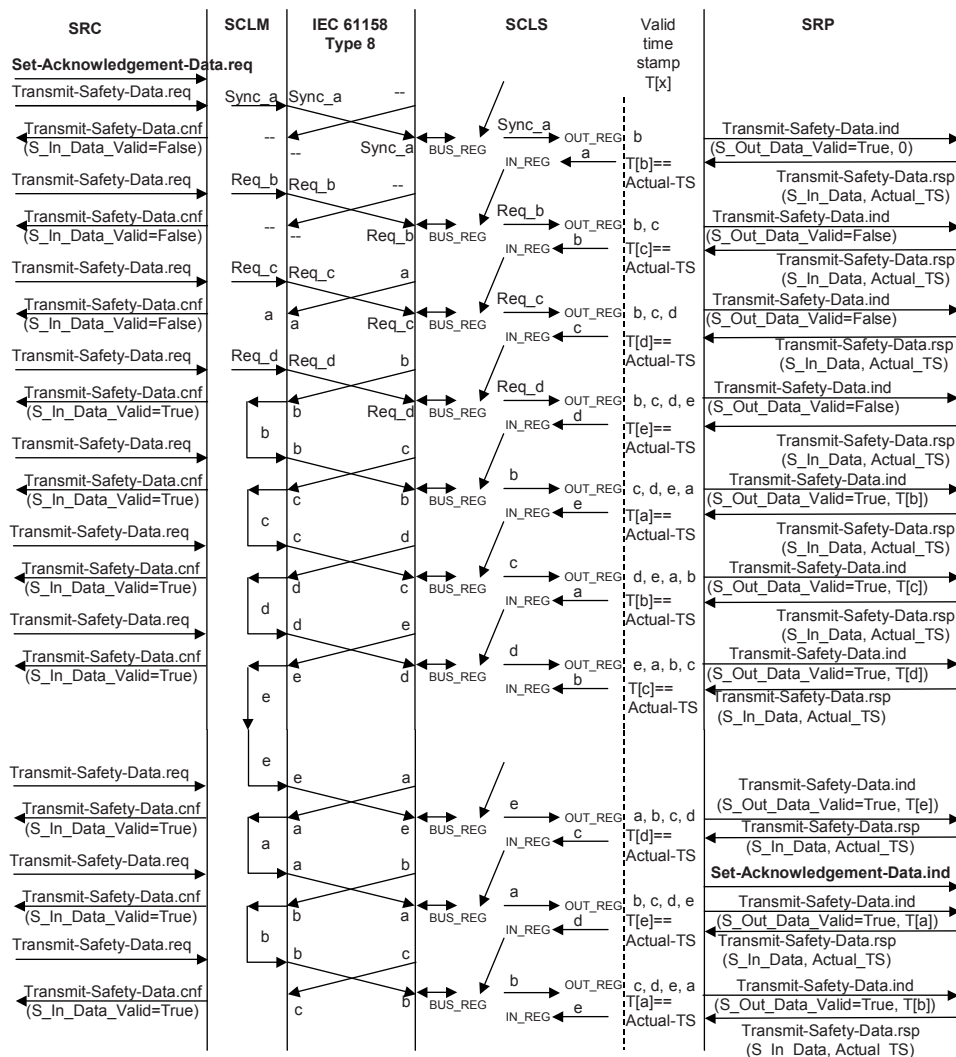 SRC SCLM IEC 61158 SCLS Valid SRP
Type 8 time
stamp
T[x]
Set-Acknowledgement-Data.req
Transmit-Safety-Data.req Sync_a Sync_a --
Transmit-Safety-Data.cnf -- Sync_a OUT_REG b Transmit-Safety-Data.ind
(S_In_Data_Valid=False) -- Sync_a BUS_REG (S_Out_Data_Valid=True, 0)
IN_REG a T[b]==
Actual-TS Transmit-Safety-Data.rsp
(S_In_Data, Actual_TS)
Transmit-Safety-Data.req Req_b Req_b --
Transmit-Safety-Data.cnf -- Req_b OUT_REG b, c Transmit-Safety-Data.ind
(S_In_Data_Valid=False) -- Req_b BUS_REG (S_Out_Data_Valid=False)
IN_REG b T[c]==
Actual-TS Transmit-Safety-Data.rsp
(S_In_Data, Actual_TS)
Transmit-Safety-Data.req Req_c Req_c a
Transmit-Safety-Data.cnf a Req_c OUT_REG b, c, d Transmit-Safety-Data.ind
(S_In_Data_Valid=False) a Req_c BUS_REG (S_Out_Data_Valid=False)
IN_REG c T[d]==
Actual-TS Transmit-Safety-Data.rsp
(S_In_Data, Actual_TS)
Transmit-Safety-Data.req Req_d Req_d b
Transmit-Safety-Data.cnf Req_d OUT_REG b, c, d, e Transmit-Safety-Data.ind
(S_In_Data_Valid=True) b Req_d BUS_REG (S_Out_Data_Valid=False)
b IN_REG d T[e]==
Actual-TS Transmit-Safety-Data.rsp
(S_In_Data, Actual_TS)
Transmit-Safety-Data.req b c
Transmit-Safety-Data.cnf b OUT_REG c, d, e, a Transmit-Safety-Data.ind
(S_In_Data_Valid=True) c b BUS_REG (S_Out_Data_Valid=True, T[b])
c IN_REG e T[a]==
Actual-TS Transmit-Safety-Data.rsp
(S_In_Data, Actual_TS)
Transmit-Safety-Data.req c d
Transmit-Safety-Data.cnf c OUT_REG d, e, a, b Transmit-Safety-Data.ind
(S_In_Data_Valid=True) d c BUS_REG (S_Out_Data_Valid=True, T[c])
d IN_REG a T[b]==
Actual-TS Transmit-Safety-Data.rsp
(S_In_Data, Actual_TS)
Transmit-Safety-Data.req d e
Transmit-Safety-Data.cnf d OUT_REG e, a, b, c Transmit-Safety-Data.ind
(S_In_Data_Valid=True) e d BUS_REG (S_Out_Data_Valid=True, T[d])
e IN_REG b T[c]==
Actual-TS Transmit-Safety-Data.rsp
(S_In_Data, Actual_TS)
e
Transmit-Safety-Data.req e a
Transmit-Safety-Data.cnf e OUT_REG a, b, c, d Transmit-Safety-Data.ind
(S_In_Data_Valid=True) a e BUS_REG (S_Out_Data_Valid=True, T[e])
a IN_REG c T[d]==
Actual-TS Transmit-Safety-Data.rsp
(S_In_Data, Actual_TS)
Transmit-Safety-Data.req a b Set-Acknowledgement-Data.ind
Transmit-Safety-Data.cnf a OUT_REG b, c, d, e Transmit-Safety-Data.ind
(S_In_Data_Valid=True) b a BUS_REG (S_Out_Data_Valid=True, T[a])
b IN_REG d T[e]==
Actual-TS Transmit-Safety-Data.rsp
(S_In_Data, Actual_TS)
Transmit-Safety-Data.req b c
Transmit-Safety-Data.cnf b OUT_REG c, d, e, a Transmit-Safety-Data.ind
(S_In_Data_Valid=True) c b BUS_REG (S_Out_Data_Valid=True, T[b])
IN_REG e T[a]==
Actual-TS Transmit-Safety-Data.rsp
(S_In_Data, Actual_TS)